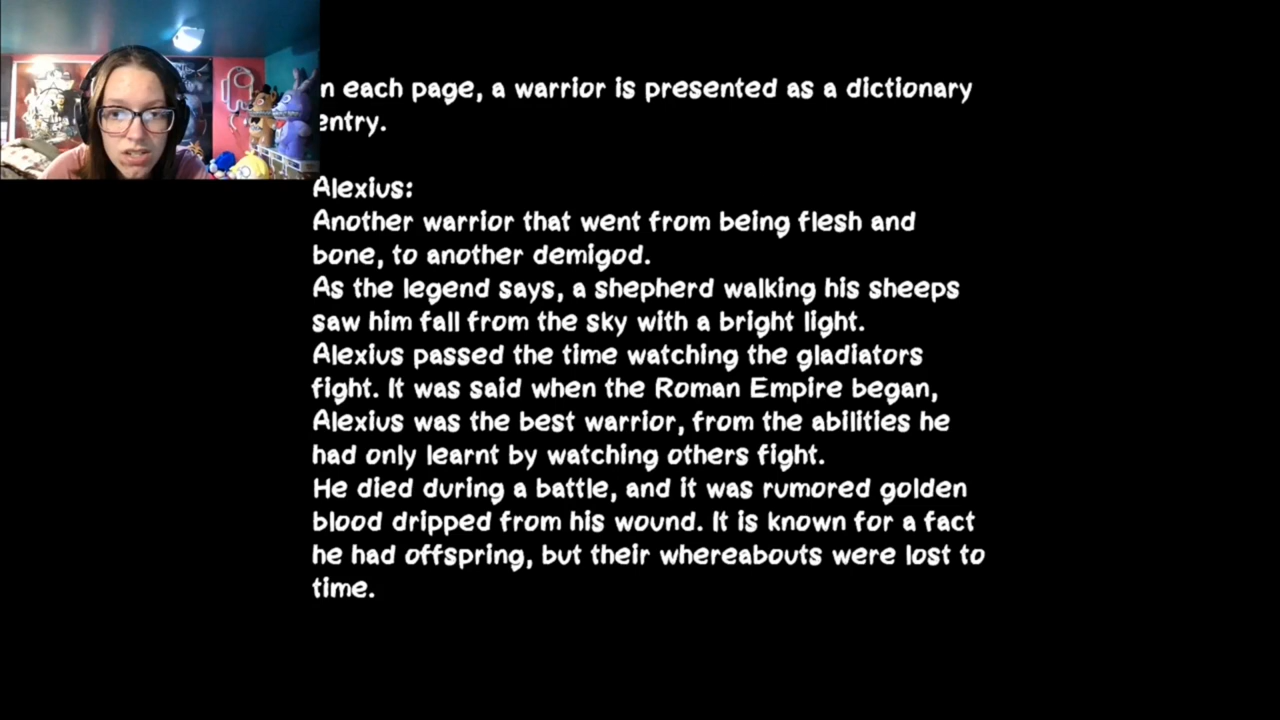 n each page, a warrior is presented as a dictionary
entry.
Alexius:
Another warrior that went from being flesh and
bone, to another demigod.
As the legend says, a shepherd walking his sheeps
saw him fall from the sky with a bright light.
Alexius passed the time watching the gladiators
fight. It was said when the Roman Empire began,
Alexius was the best warrior, from the abilities he
had only learnt by watching others fight.
He died during a battle, and it was rumored golden
blood dripped from his wound. It is known for a fact
he had offspring, but their whereabouts were lost to
time.